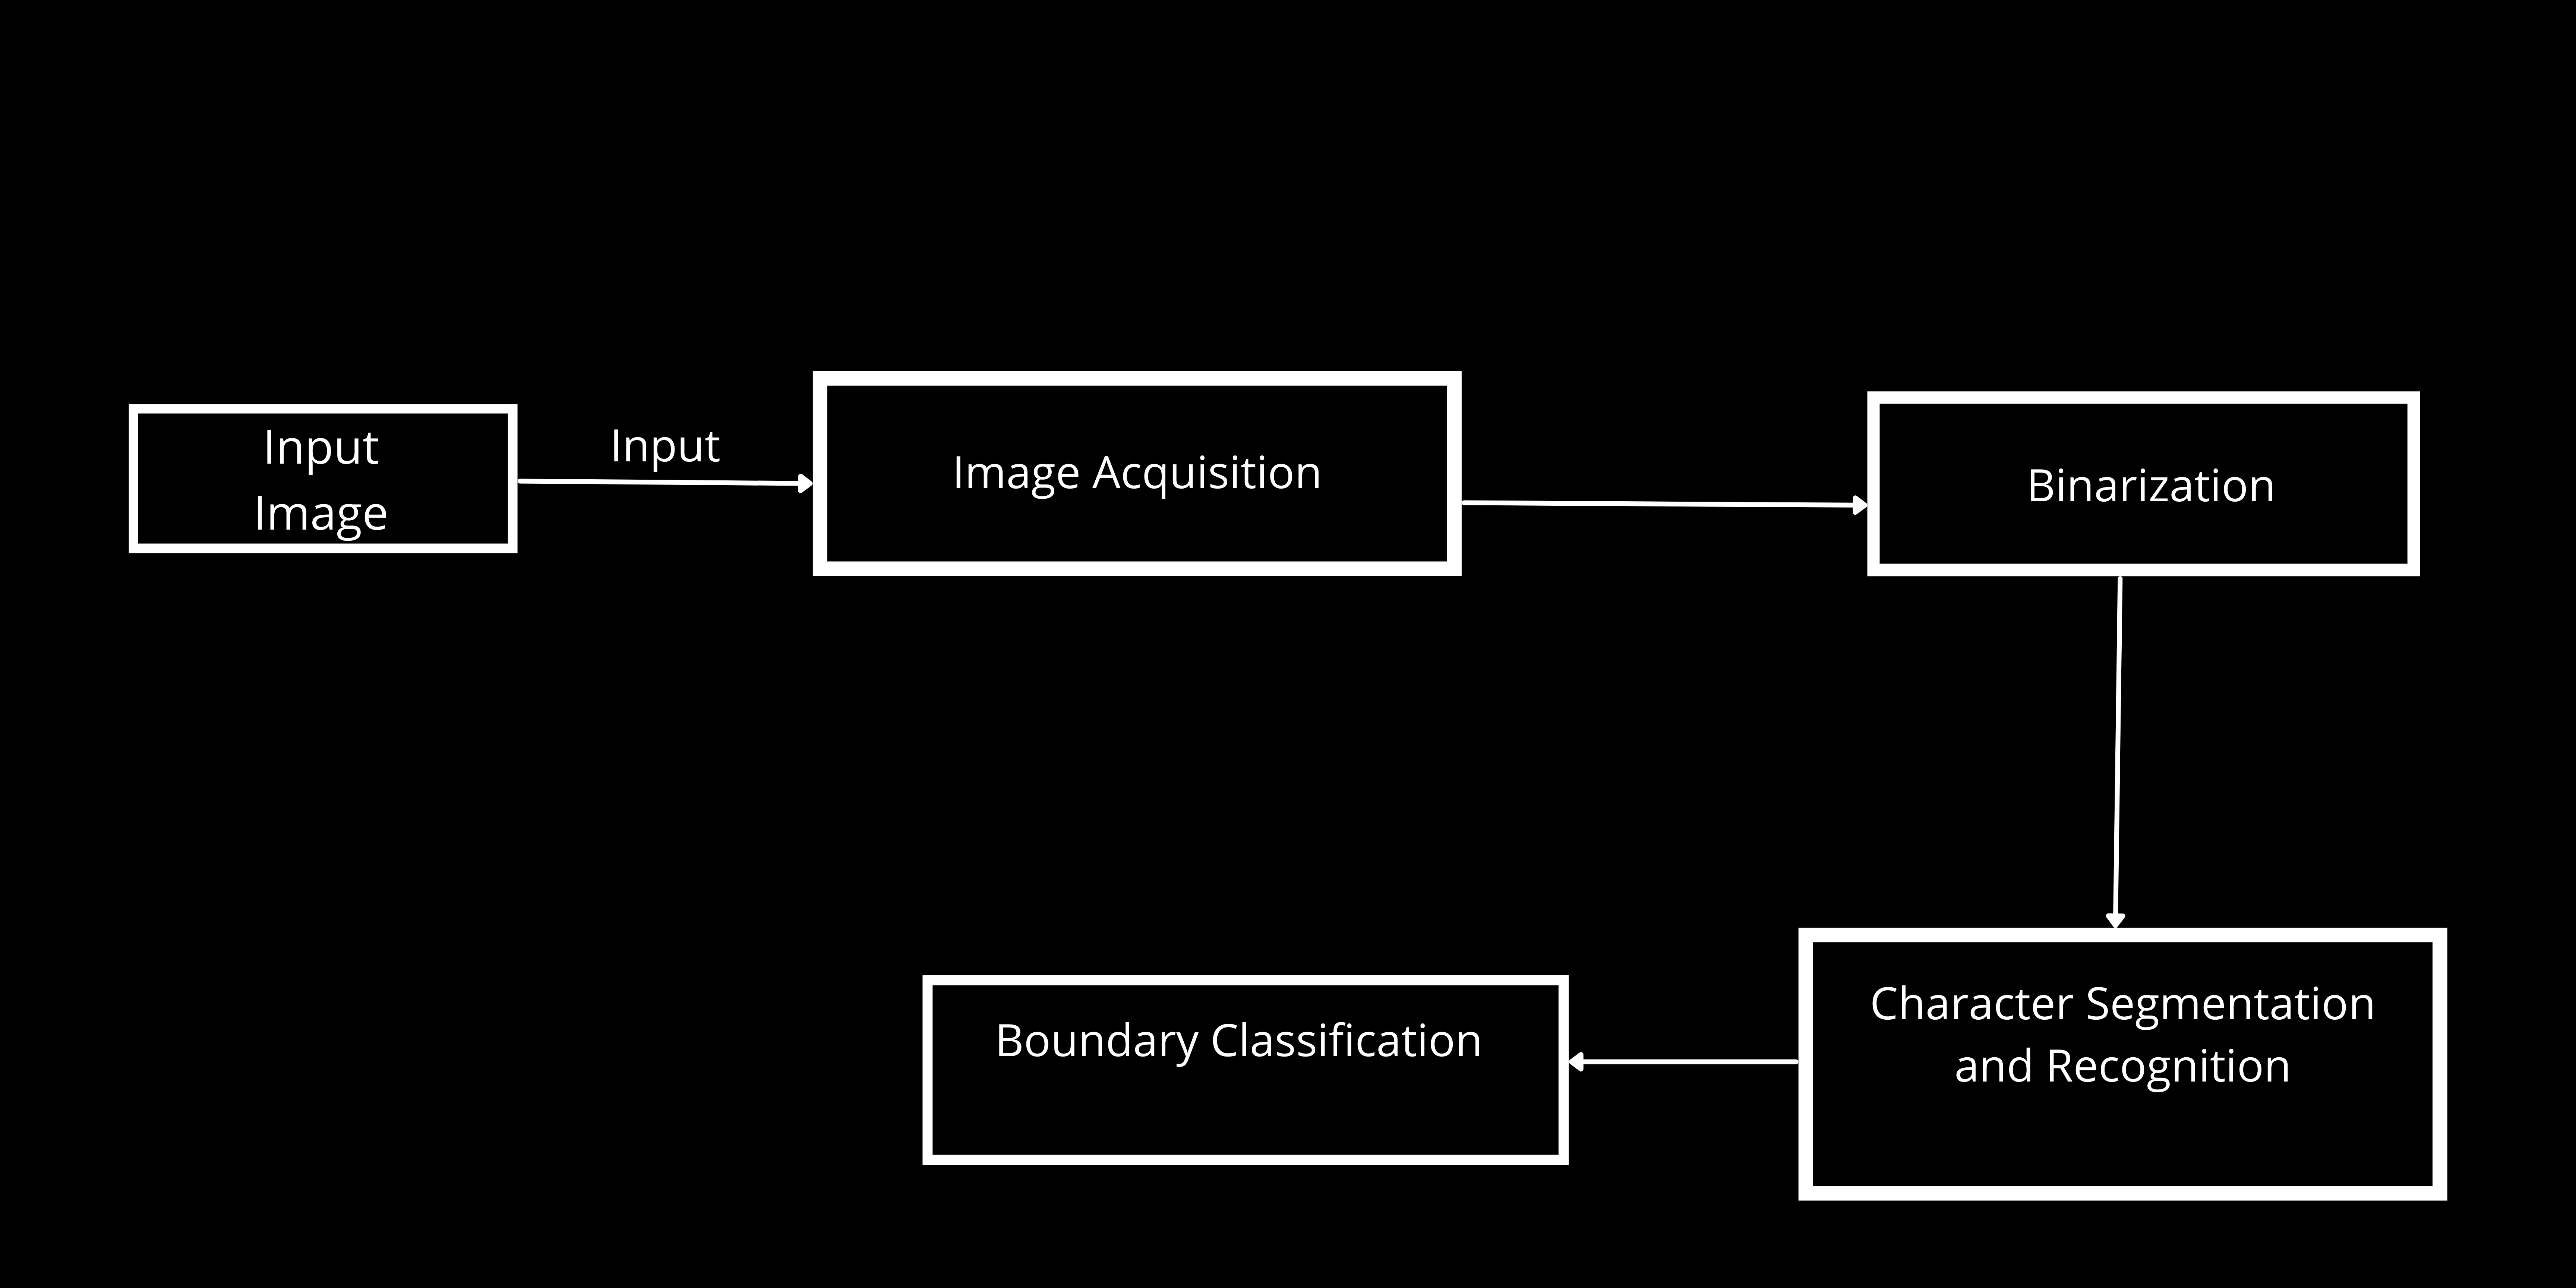 Input
Image
Input
Image Acquisition
Binarization
Character Segmentation
and Recognition
Boundary Classification